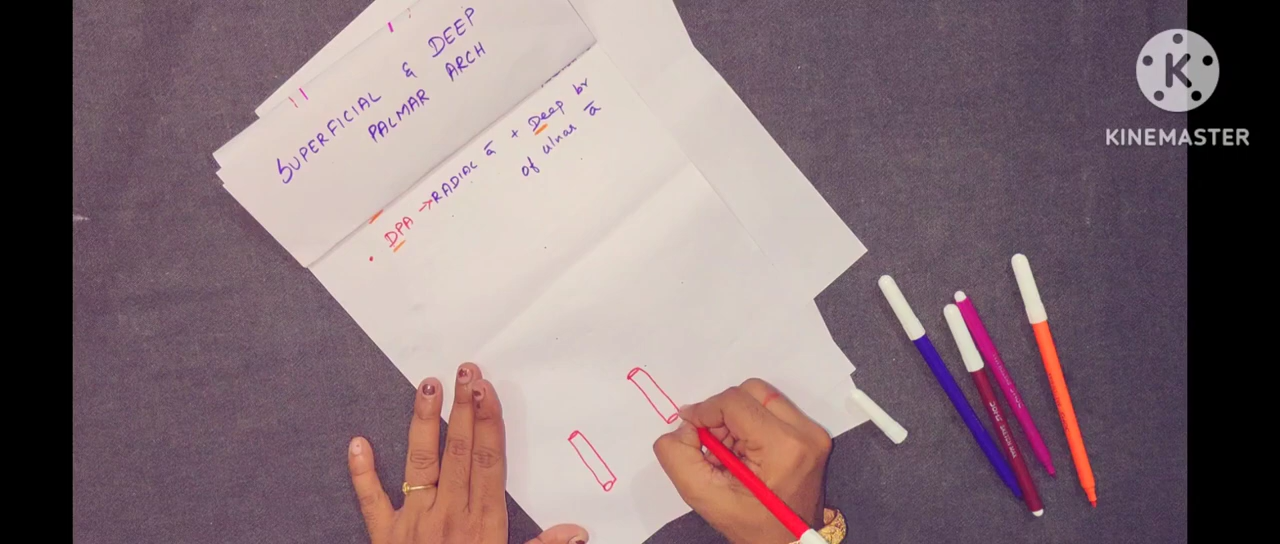 SUPERFICIAL & DEEP
PALMAR ARCH
• DPA → RADIAL ā + Deep br
of ulnar ā
K
KINEMASTER